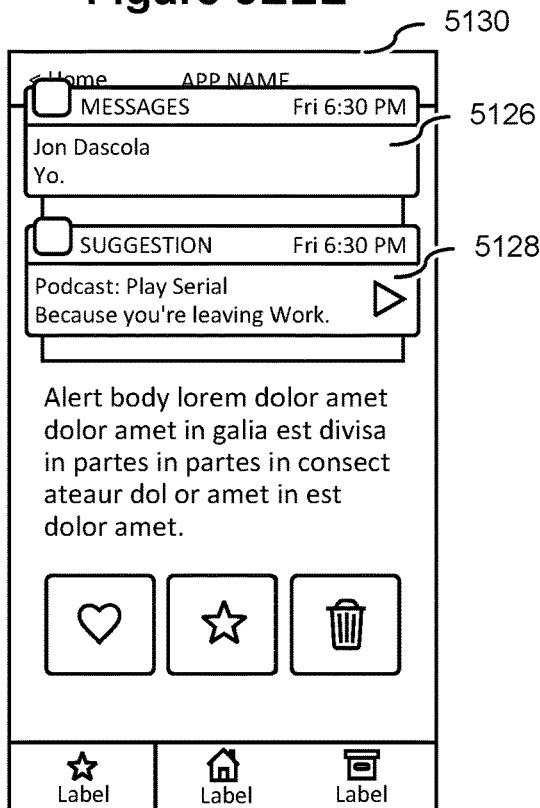 5130
< Home APP NAME
MESSAGES Fri 6:30 PM
5126
Jon Dascola
Yo.
SUGGESTION Fri 6:30 PM
5128
Podcast: Play Serial
Because you're leaving Work.
Alert body lorem dolor amet
dolor amet in galia est divisa
in partes in partes in consect
ateaur dol or amet in est
dolor amet.
Label Label Label